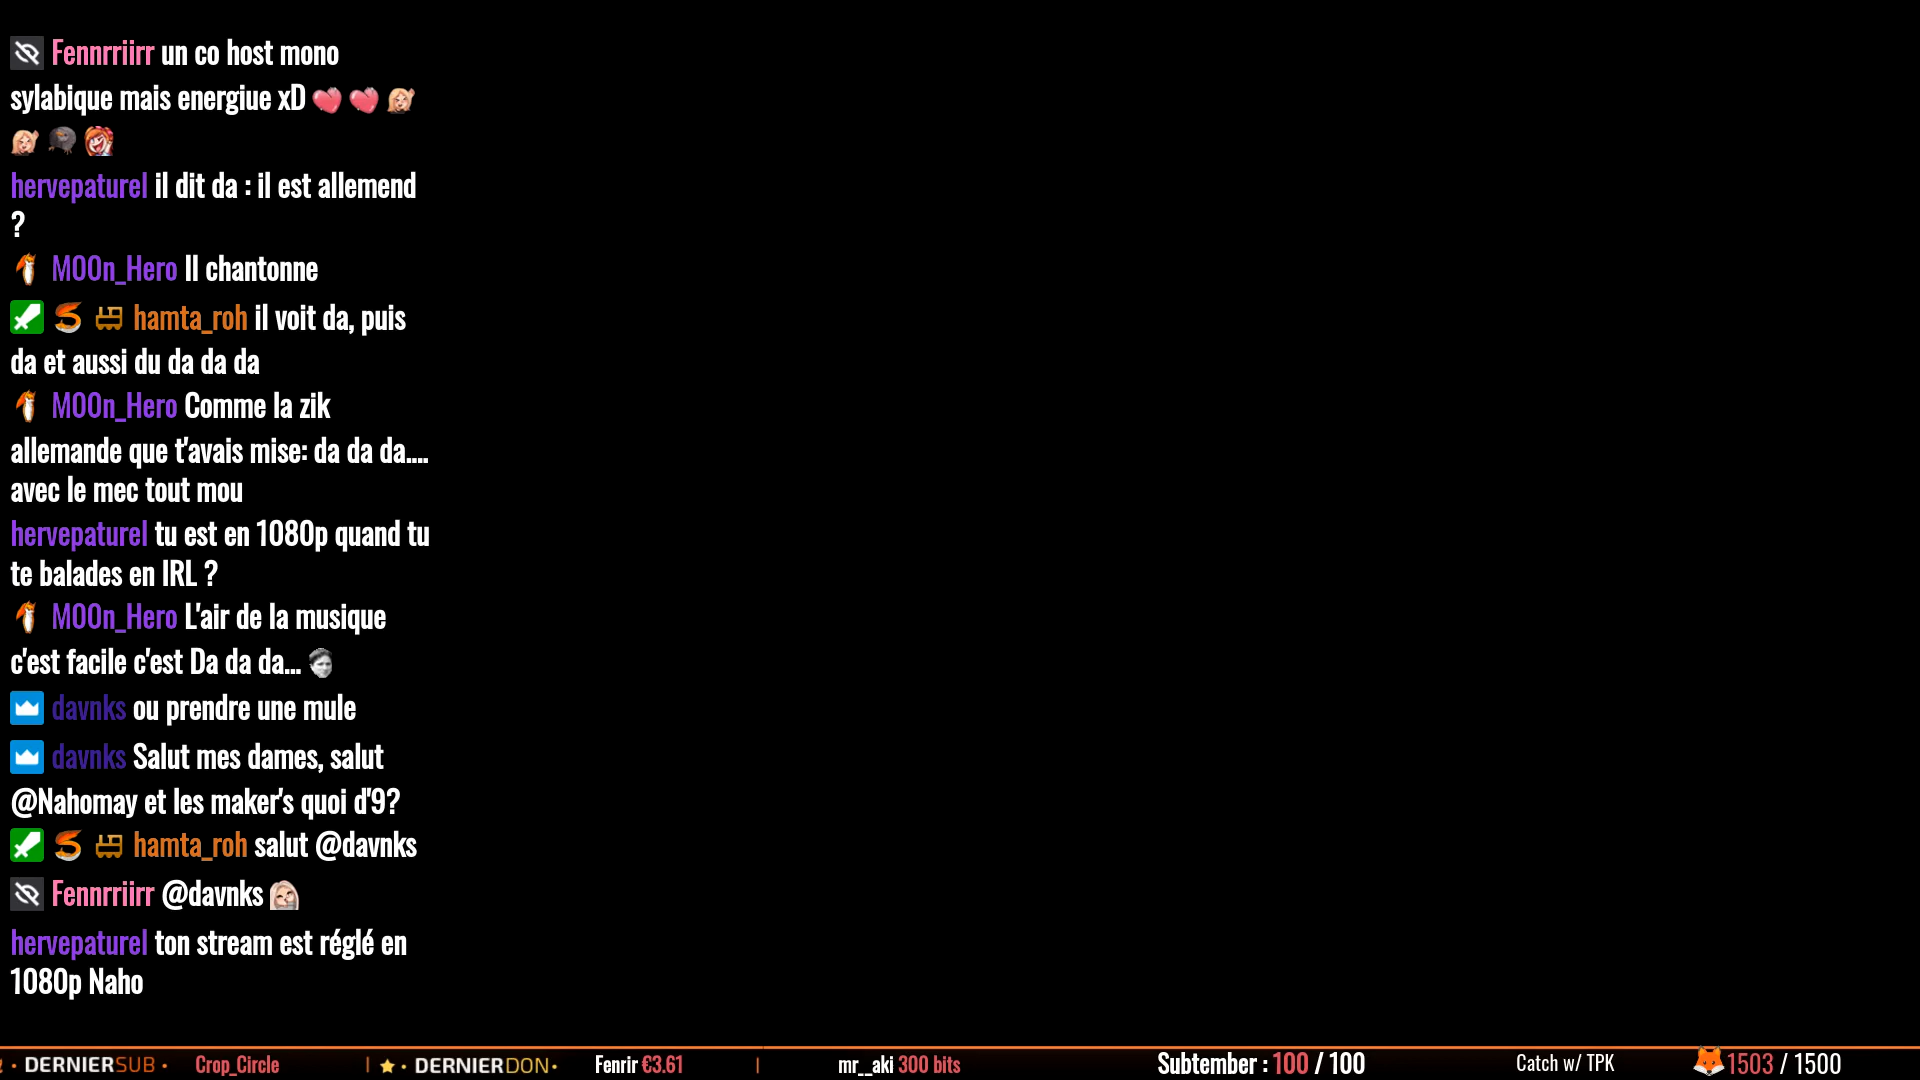 Fennrriirr un co host mono
sylabique mais energiue xD
hervepaturel il dit da : il est allemend
?
M00n_Hero Il chantonne
hamta_roh il voit da, puis
da et aussi du da da da
M00n_Hero Comme la zik
allemande que t'avais mise: da da da....
avec le mec tout mou
hervepaturel tu est en 1080p quand tu
te balades en IRL ?
M00n_Hero L'air de la musique
c'est facile c'est Da da da...
davnks ou prendre une mule
davnks Salut mes dames, salut
@Nahomay et les maker's quoi d'9?
hamta_roh salut @davnks
Fennrriirr @davnks
hervepaturel ton stream est réglé en
1080p Naho
· DERNIERSUB · Crop_Circle | · DERNIERDON· Fenrir €3.61 | mr__aki 300 bits Subtember : 100 / 100 Catch w/ TPK 1503 / 1500